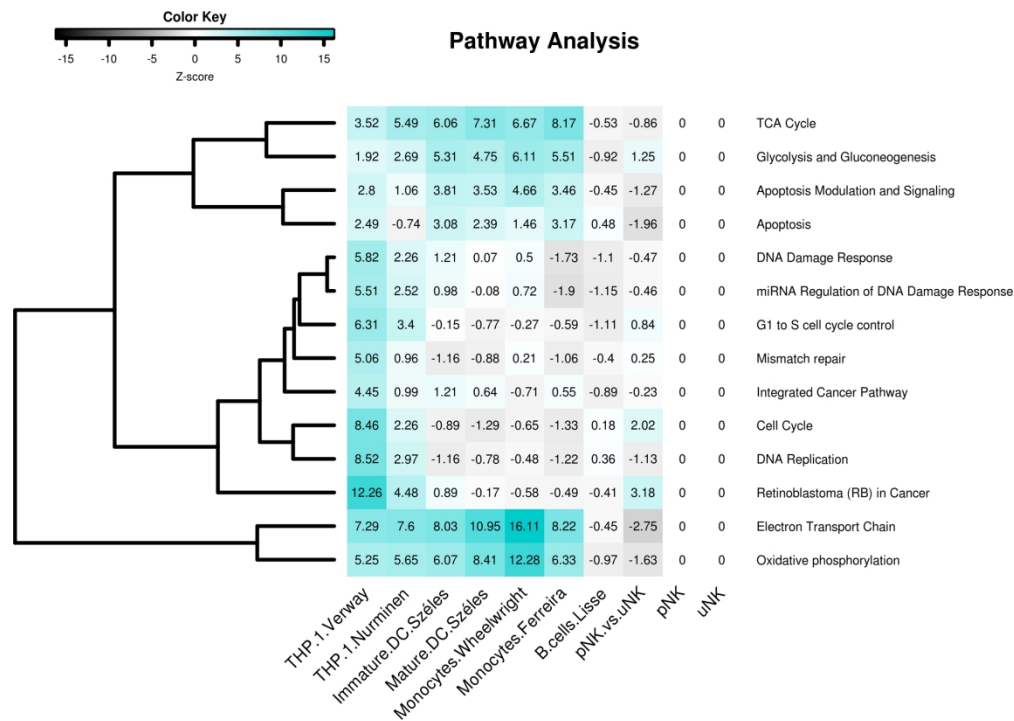 Color Key
-15 -10 -5 0 5 10 15
Z-score
Pathway Analysis
3.52 5.49 6.06 7.31 6.67 8.17 -0.53 -0.86 0 0 TCA Cycle
1.92 2.69 5.31 4.75 6.11 5.51 -0.92 1.25 0 0 Glycolysis and Gluconeogenesis
2.8 1.06 3.81 3.53 4.66 3.46 -0.45 -1.27 0 0 Apoptosis Modulation and Signaling
2.49 -0.74 3.08 2.39 1.46 3.17 0.48 -1.96 0 0 Apoptosis
5.82 2.26 1.21 0.07 0.5 -1.73 -1.1 -0.47 0 0 DNA Damage Response
5.51 2.52 0.98 -0.08 0.72 -1.9 -1.15 -0.46 0 0 miRNA Regulation of DNA Damage Response
6.31 3.4 -0.15 -0.77 -0.27 -0.59 -1.11 0.84 0 0 G1 to S cell cycle control
5.06 0.96 -1.16 -0.88 0.21 -1.06 -0.4 0.25 0 0 Mismatch repair
4.45 0.99 1.21 0.64 -0.71 0.55 -0.89 -0.23 0 0 Integrated Cancer Pathway
8.46 2.26 -0.89 -1.29 -0.65 -1.33 0.18 2.02 0 0 Cell Cycle
8.52 2.97 -1.16 -0.78 -0.48 -1.22 0.36 -1.13 0 0 DNA Replication
12.26 4.48 0.89 -0.17 -0.58 -0.49 -0.41 3.18 0 0 Retinoblastoma (RB) in Cancer
7.29 7.6 8.03 10.95 16.11 8.22 -0.45 -2.75 0 0 Electron Transport Chain
5.25 5.65 6.07 8.41 12.28 6.33 -0.97 -1.63 0 0 Oxidative phosphorylation
THP.1.Verway
THP.1.Nurminen
Immature.DC.Széles
Mature.DC.Széles
Monocytes.Wheelwright
Monocytes.Ferreira
B.cells.Lisse
pNK.vs.uNK
pNK
uNK